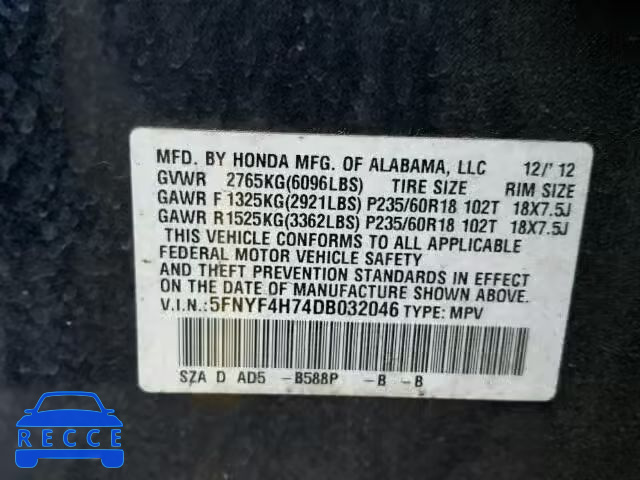 MFD. BY HONDA MFG. OF ALABAMA, LLC 12/'12
GVWR 2765KG(6096LBS) TIRE SIZE RIM SIZE
GAWR F 1325KG(2921LBS) P235/60R18 102T 18X7.5J
GAWR R 1525KG(3362LBS) P235/60R18 102T 18X7.5J
THIS VEHICLE CONFORMS TO ALL APPLICABLE
FEDERAL MOTOR VEHICLE SAFETY
AND THEFT PREVENTION STANDARDS IN EFFECT
ON THE DATE OF MANUFACTURE SHOWN ABOVE.
V.I.N.: 5FNYF4H74DB032046 TYPE: MPV
SZA D AD5 -B588P -B -B
RECCE